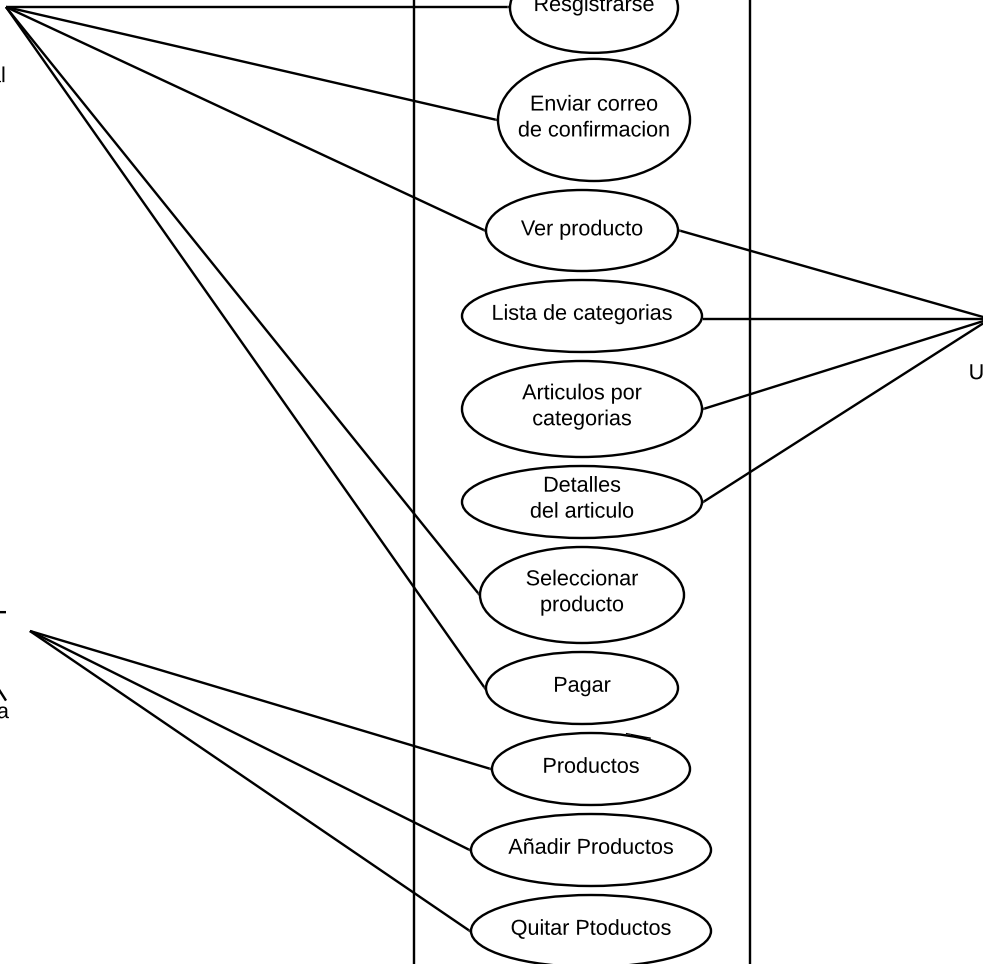 Resgistrarse
Enviar correo
de confirmacion
Ver producto
Lista de categorias
Articulos por
categorias
Detalles
del articulo
Seleccionar
producto
Pagar
Productos
Añadir Productos
Quitar Ptoductos